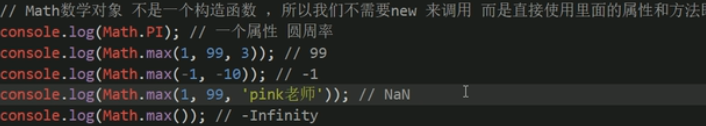 // Math数学对象 不是一个构造函数 ，所以我们不需要new 来调用 而是直接使用里面的属性和方法即
console.log(Math.PI); // 一个属性 圆周率
console.log(Math.max(1, 99, 3)); // 99
console.log(Math.max(-1, -10)); // -1
console.log(Math.max(1, 99, 'pink老师')); // NaN
console.log(Math.max()); // -Infinity